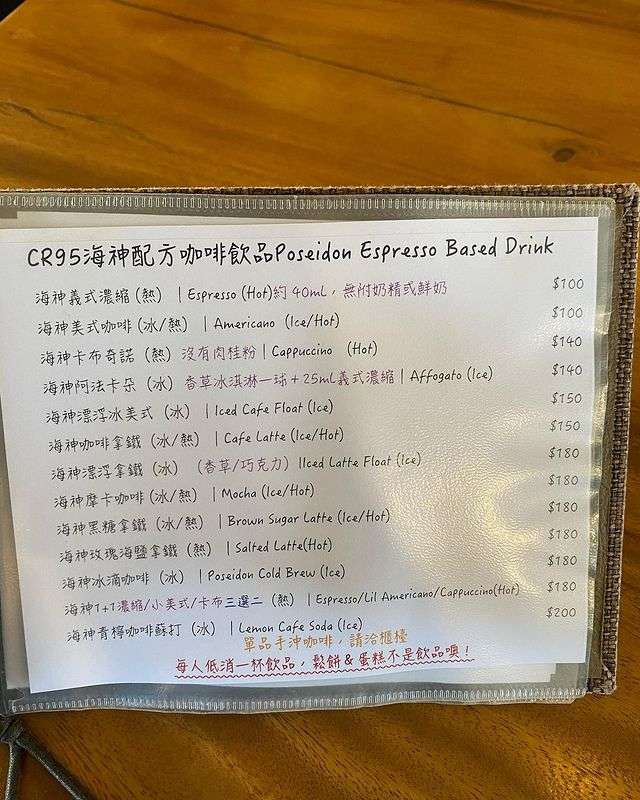 CR95海神配方咖啡飲品Poseidon Espresso Based Drink
海神義式濃縮(熱) |Espresso (Hot)約 40mL，無附奶精或鮮奶 $100
海神美式咖啡(冰/熱) |Americano (Ice/Hot) $100
海神卡布奇諾 (熱) 沒有肉桂粉|Cappuccino (Hot) $140
海神阿法卡朵 (冰) 香草冰淇淋一球+25mL義式濃縮|Affogato (Ice) $140
海神漂浮冰美式 (冰) |Iced Cafe Float (Ice) $150
海神咖啡拿鐵 (冰/熱) |Cafe Latte (Ice/Hot) $150
海神漂浮拿鐵 (冰) (香草/巧克力) |Iced Latte Float (Ice) $180
海神摩卡咖啡(冰/熱) |Mocha (Ice/Hot) $180
海神黑糖拿鐵 (冰/熱) |Brown Sugar Latte (Ice/Hot) $180
海神玫瑰海鹽拿鐵 (熱) |Salted Latte(Hot) $180
海神冰滴咖啡 (冰) |Poseidon Cold Brew (Ice) $180
海神1+1濃縮/小美式/卡布三選二 (熱) |Espresso/Lil Americano/Cappuccino(Hot) $180
海神青檸咖啡蘇打 (冰) |Lemon Cafe Soda (Ice) $200
單品手沖咖啡，請洽櫃檯
每人低消一杯飲品，鬆餅&蛋糕不是飲品噢！